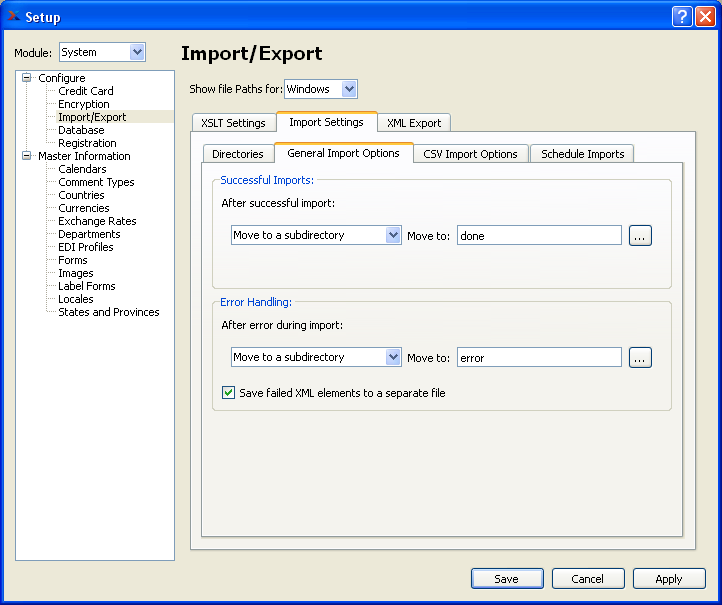 Setup
Module: System
Import/Export
Configure
Credit Card
Encryption
Import/Export
Database
Registration
Master Information
Calendars
Comment Types
Countries
Currencies
Exchange Rates
Departments
EDI Profiles
Forms
Images
Label Forms
Locales
States and Provinces
Show file Paths for: Windows
XSLT Settings Import Settings XML Export
Directories General Import Options CSV Import Options Schedule Imports
Successful Imports:
After successful import:
Move to a subdirectory Move to: done ...
Error Handling:
After error during import:
Move to a subdirectory Move to: error ...
Save failed XML elements to a separate file
Save Cancel Apply